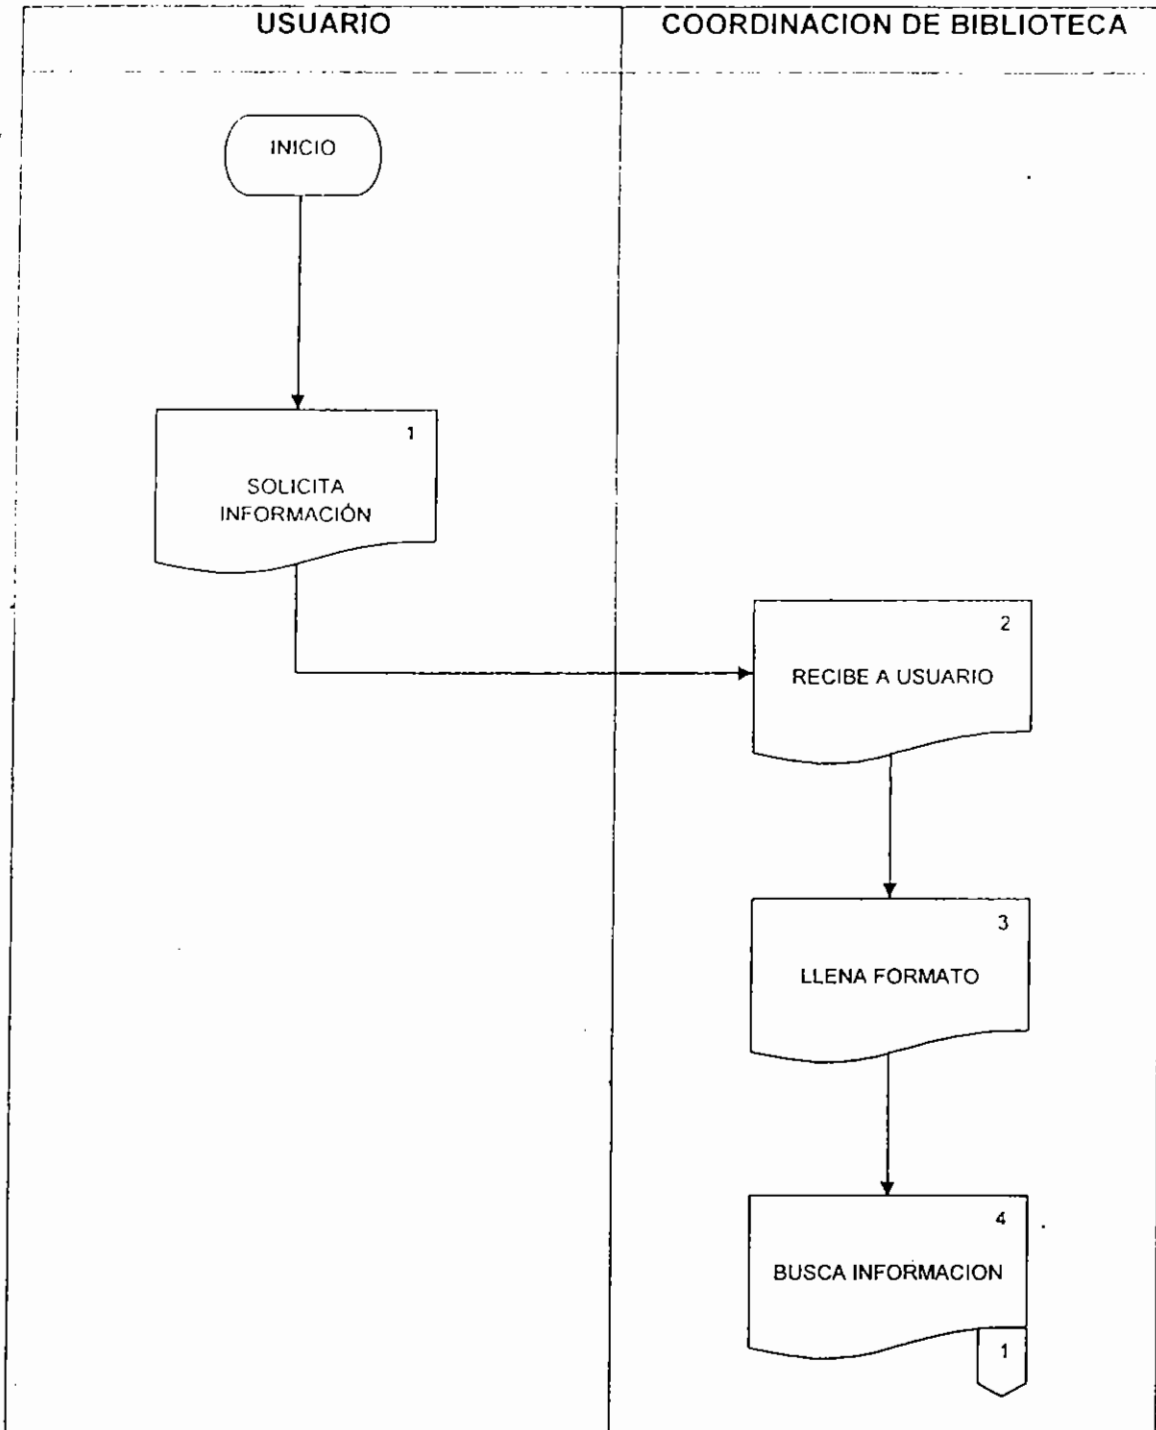 USUARIO
COORDINACION DE BIBLIOTECA
INICIO
1
SOLICITA
INFORMACIÓN
2
RECIBE A USUARIO
3
LLENA FORMATO
4
BUSCA INFORMACION
1